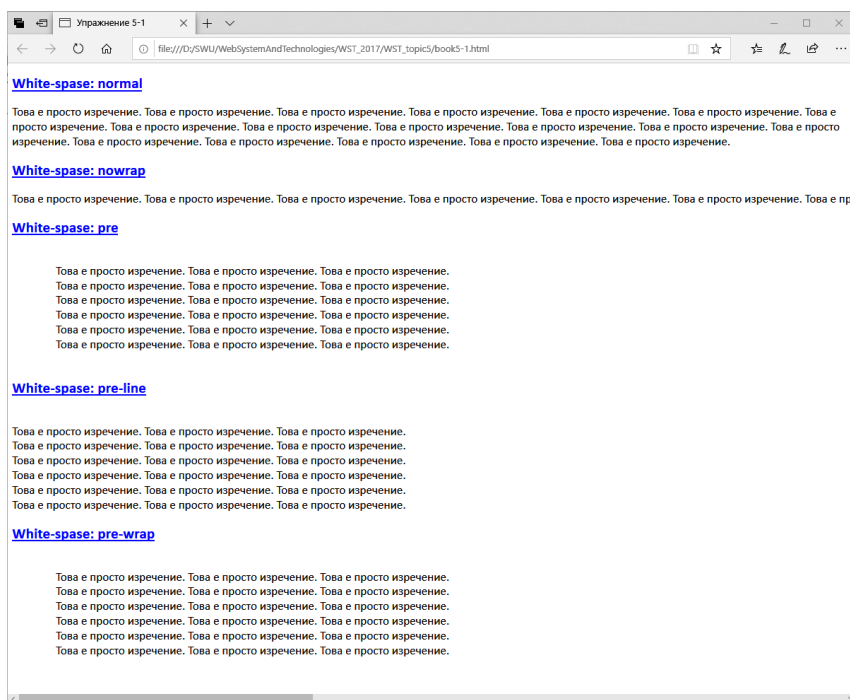 Упражнение 5-1
file:///D:/SWU/WebSystemAndTechnologies/WST_2017/WST_topic5/book5-1.html
White-spase: normal
Това е просто изречение. Това е просто изречение. Това е просто изречение. Това е просто изречение. Това е просто изречение. Това е просто изречение. Това е
просто изречение. Това е просто изречение. Това е просто изречение. Това е просто изречение. Това е просто изречение. Това е просто изречение. Това е просто
изречение. Това е просто изречение. Това е просто изречение. Това е просто изречение. Това е просто изречение. Това е просто изречение.
White-spase: nowrap
Това е просто изречение. Това е просто изречение. Това е просто изречение. Това е просто изречение. Това е просто изречение. Това е просто изречение. Това е пр
White-spase: pre
Това е просто изречение. Това е просто изречение. Това е просто изречение.
Това е просто изречение. Това е просто изречение. Това е просто изречение.
Това е просто изречение. Това е просто изречение. Това е просто изречение.
Това е просто изречение. Това е просто изречение. Това е просто изречение.
Това е просто изречение. Това е просто изречение. Това е просто изречение.
Това е просто изречение. Това е просто изречение. Това е просто изречение.
White-spase: pre-line
Това е просто изречение. Това е просто изречение. Това е просто изречение.
Това е просто изречение. Това е просто изречение. Това е просто изречение.
Това е просто изречение. Това е просто изречение. Това е просто изречение.
Това е просто изречение. Това е просто изречение. Това е просто изречение.
Това е просто изречение. Това е просто изречение. Това е просто изречение.
Това е просто изречение. Това е просто изречение. Това е просто изречение.
White-spase: pre-wrap
Това е просто изречение. Това е просто изречение. Това е просто изречение.
Това е просто изречение. Това е просто изречение. Това е просто изречение.
Това е просто изречение. Това е просто изречение. Това е просто изречение.
Това е просто изречение. Това е просто изречение. Това е просто изречение.
Това е просто изречение. Това е просто изречение. Това е просто изречение.
Това е просто изречение. Това е просто изречение. Това е просто изречение.